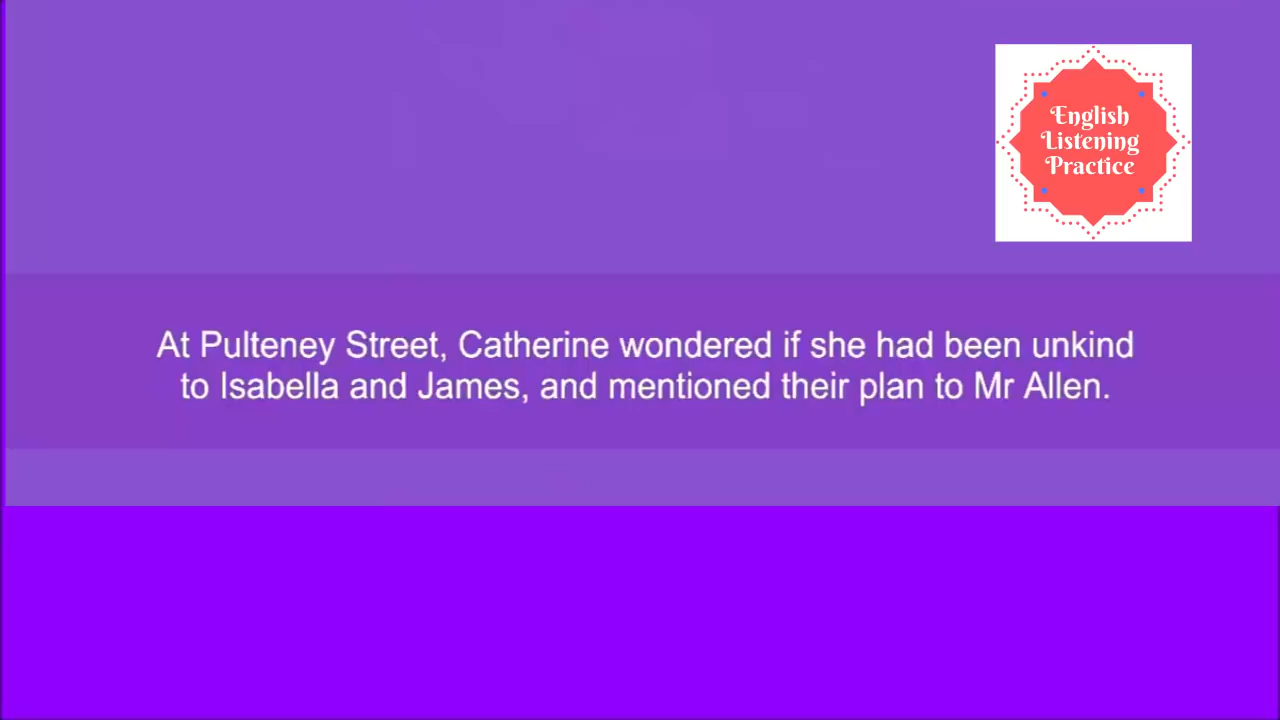 English
Listening
Practice
At Pulteney Street, Catherine wondered if she had been unkind
to Isabella and James, and mentioned their plan to Mr Allen.